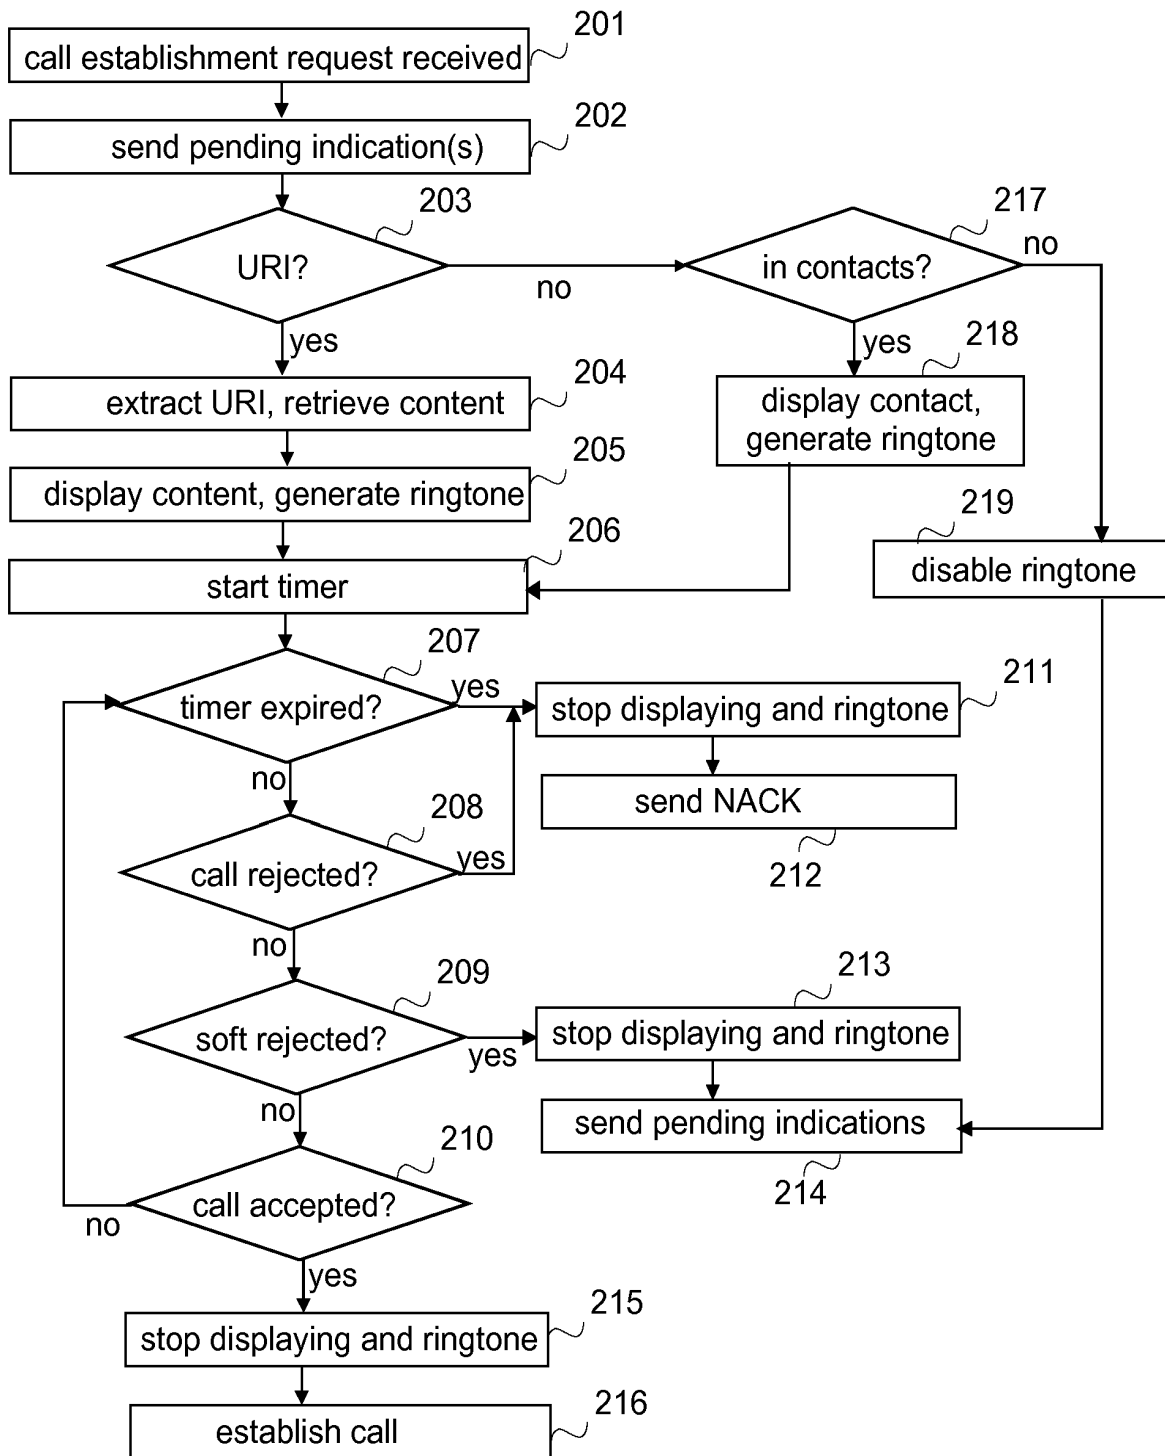 201
call establishment request received
202
send pending indication(s)
203
URI?
no
yes
217
in contacts?
no
yes
218
display contact,
generate ringtone
204
extract URI, retrieve content
205
display content, generate ringtone
219
disable ringtone
206
start timer
207
timer expired?
yes
no
211
stop displaying and ringtone
send NACK
212
208
call rejected?
yes
no
209
soft rejected?
yes
no
213
stop displaying and ringtone
send pending indications
214
210
call accepted?
no
yes
215
stop displaying and ringtone
216
establish call